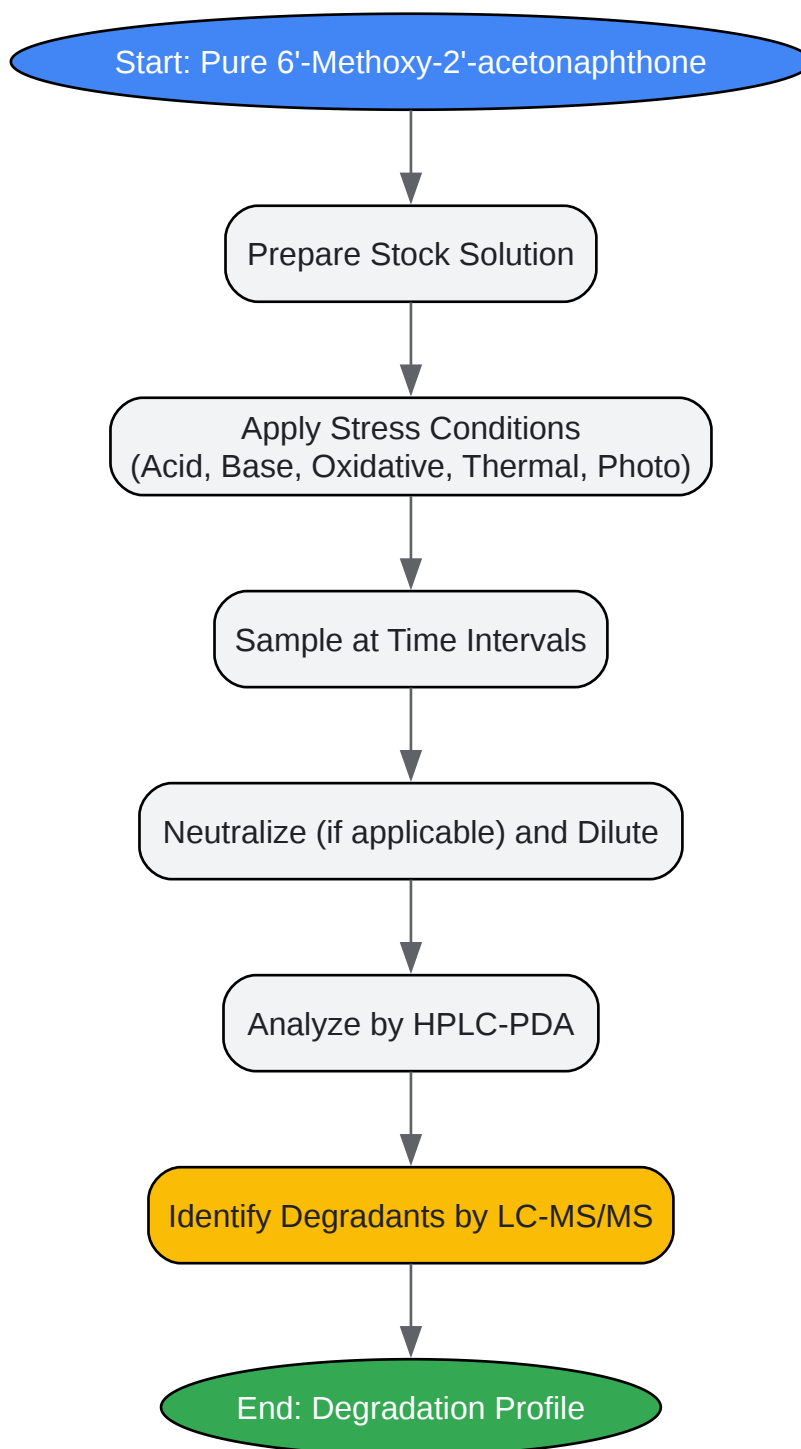 Start: Pure 6'-Methoxy-2'-acetonaphthone
Prepare Stock Solution
Apply Stress Conditions
(Acid, Base, Oxidative, Thermal, Photo)
Sample at Time Intervals
Neutralize (if applicable) and Dilute
Analyze by HPLC-PDA
Identify Degradants by LC-MS/MS
End: Degradation Profile